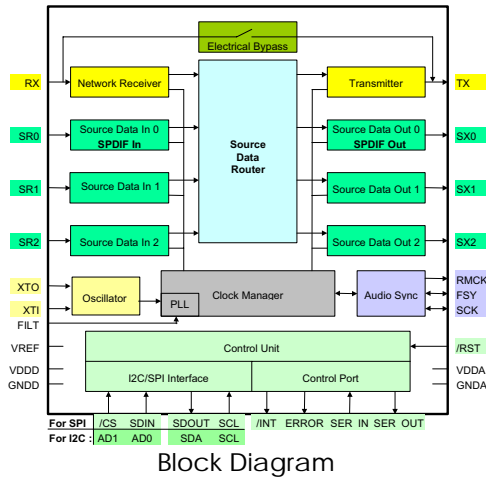 Electrical Bypass
RX Network Receiver Transmitter TX
SR0 Source Data In 0 Source Data Out 0 SX0
SPDIF In SPDIF Out
Source
Data
Router
SR1 Source Data In 1 Source Data Out 1 SX1
SR2 Source Data In 2 Source Data Out 2 SX2
XTO Oscillator Clock Manager Audio Sync RMCK
FSY
XTI PLL SCK
FILT
VREF Control Unit /RST
VDDD VDDA
GNDD I2C/SPI Interface Control Port GNDA
For SPI /CS SDIN SDOUT SCL /INT ERROR SER IN SER OUT
For I2C : AD1 AD0 SDA SCL
Block Diagram